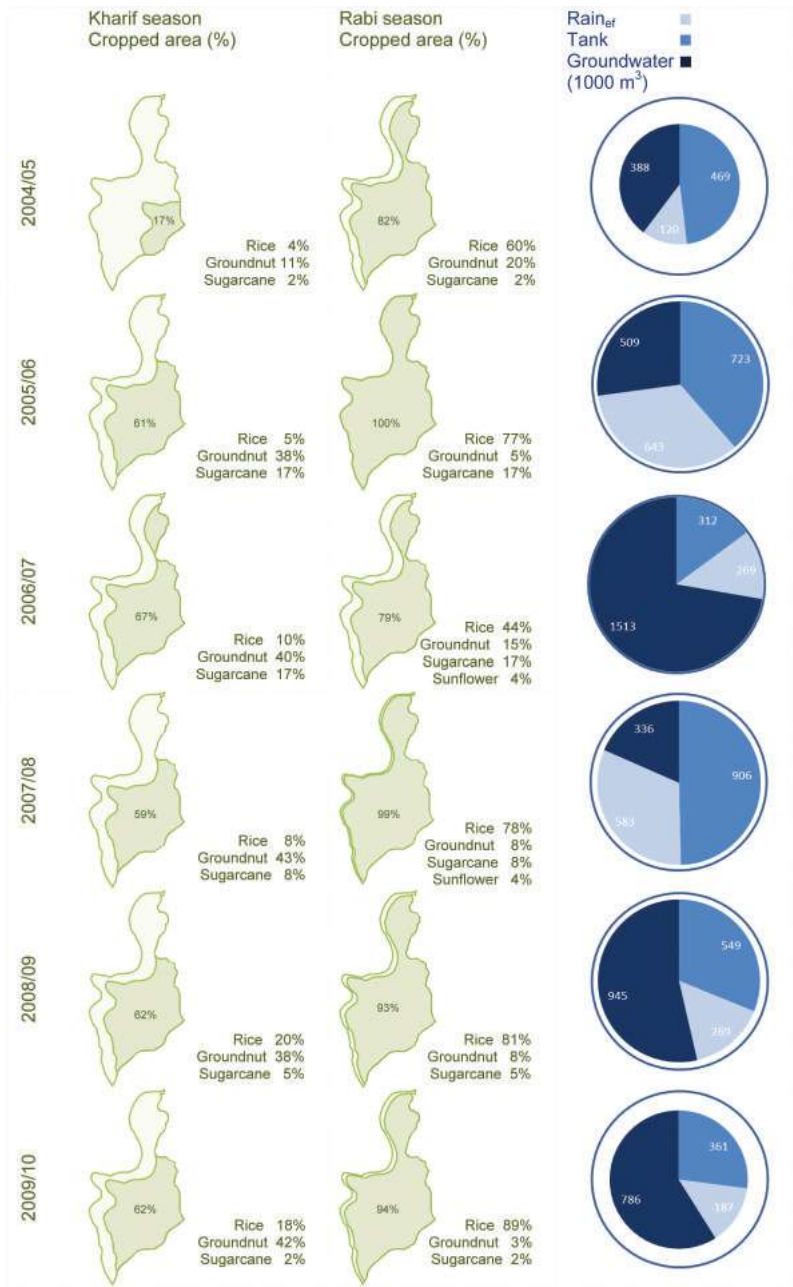 Kharif season
Cropped area (%)
Rabi season
Cropped area (%)
Rain_ef
Tank
Groundwater
(1000 m³)
2004/05
17%
Rice 4%
Groundnut 11%
Sugarcane 2%
82%
Rice 60%
Groundnut 20%
Sugarcane 2%
388
469
120
2005/06
61%
Rice 5%
Groundnut 38%
Sugarcane 17%
100%
Rice 77%
Groundnut 5%
Sugarcane 17%
509
723
643
2006/07
67%
Rice 10%
Groundnut 40%
Sugarcane 17%
79%
Rice 44%
Groundnut 15%
Sugarcane 17%
Sunflower 4%
312
269
1513
2007/08
59%
Rice 8%
Groundnut 43%
Sugarcane 8%
99%
Rice 78%
Groundnut 8%
Sugarcane 8%
Sunflower 4%
336
906
583
2008/09
62%
Rice 20%
Groundnut 38%
Sugarcane 5%
93%
Rice 81%
Groundnut 8%
Sugarcane 5%
549
945
2009/10
62%
Rice 18%
Groundnut 42%
Sugarcane 2%
94%
Rice 89%
Groundnut 3%
Sugarcane 2%
361
786
187